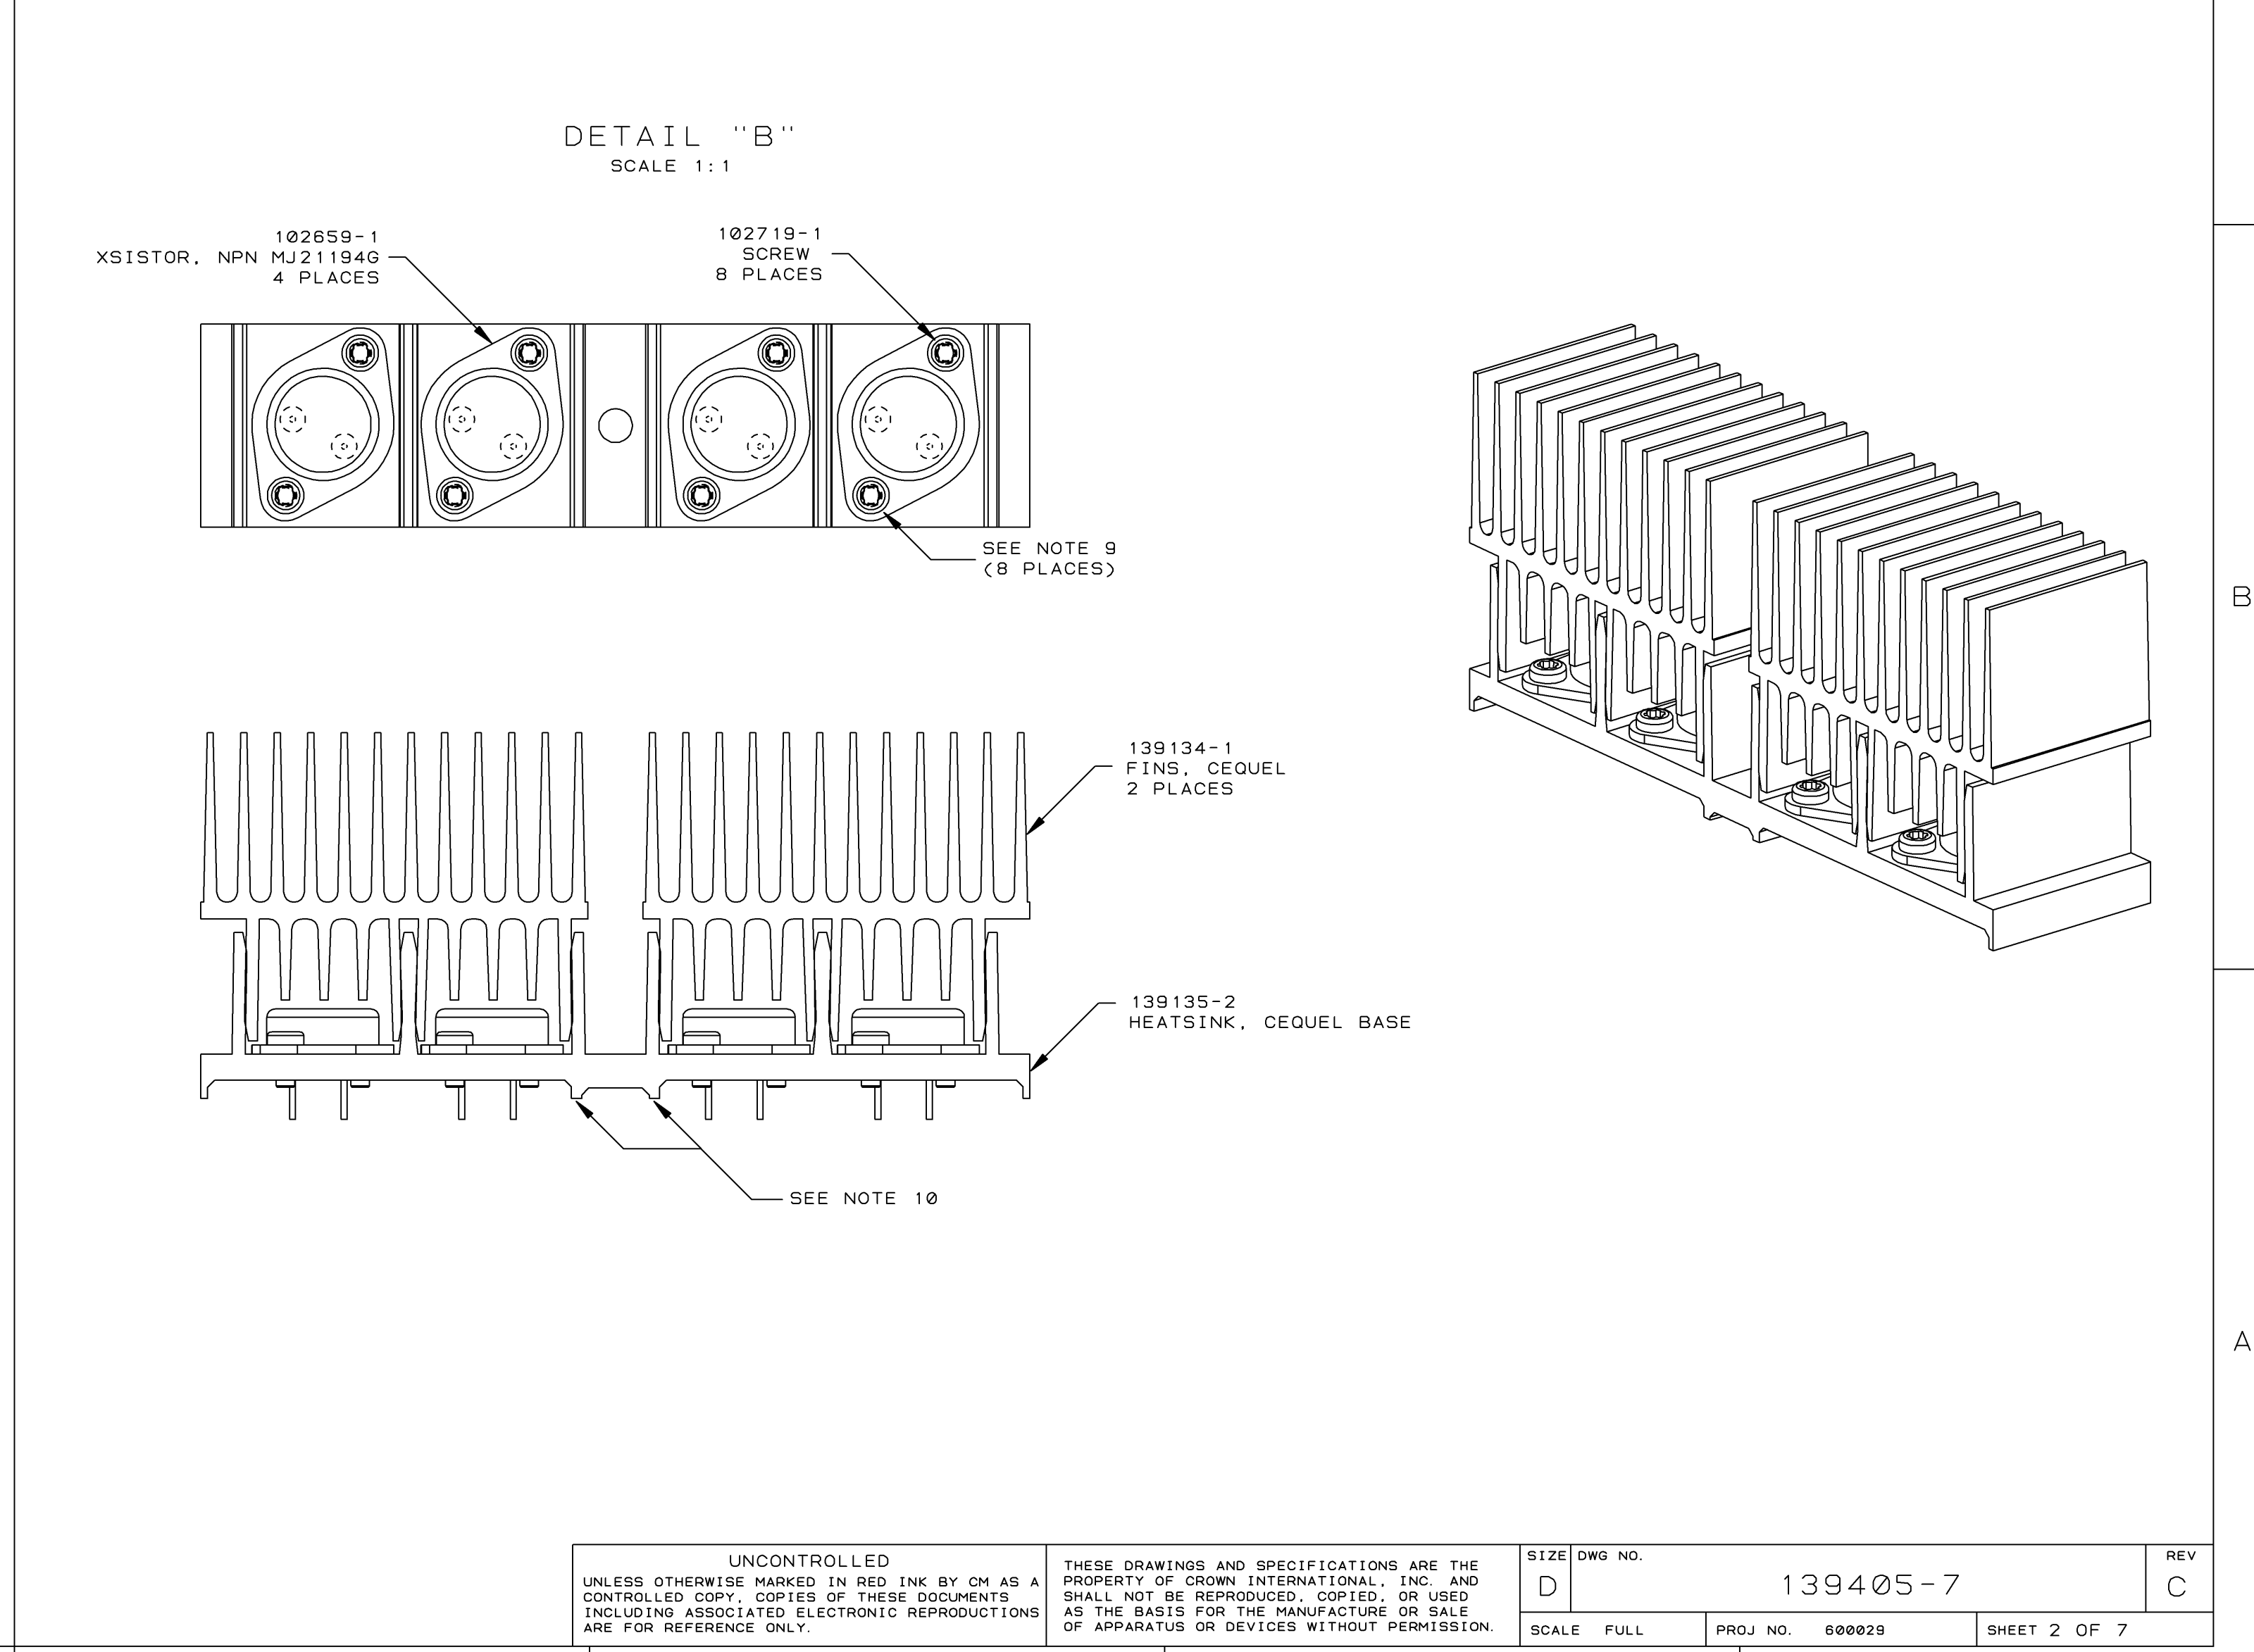 DETAIL "B"
SCALE 1:1
102659-1
XSISTOR, NPN MJ21194G
4 PLACES
102719-1
SCREW
8 PLACES
SEE NOTE 9
(8 PLACES)
B
139134-1
FINS, CEQUEL
2 PLACES
139135-2
HEATSINK, CEQUEL BASE
SEE NOTE 10
A
UNCONTROLLED
UNLESS OTHERWISE MARKED IN RED INK BY CM AS A
CONTROLLED COPY, COPIES OF THESE DOCUMENTS
INCLUDING ASSOCIATED ELECTRONIC REPRODUCTIONS
ARE FOR REFERENCE ONLY.
THESE DRAWINGS AND SPECIFICATIONS ARE THE
PROPERTY OF CROWN INTERNATIONAL, INC. AND
SHALL NOT BE REPRODUCED, COPIED, OR USED
AS THE BASIS FOR THE MANUFACTURE OR SALE
OF APPARATUS OR DEVICES WITHOUT PERMISSION.
SIZE
D
DWG NO.
139405-7
REV
C
SCALE FULL
PROJ NO. 600029
SHEET 2 OF 7